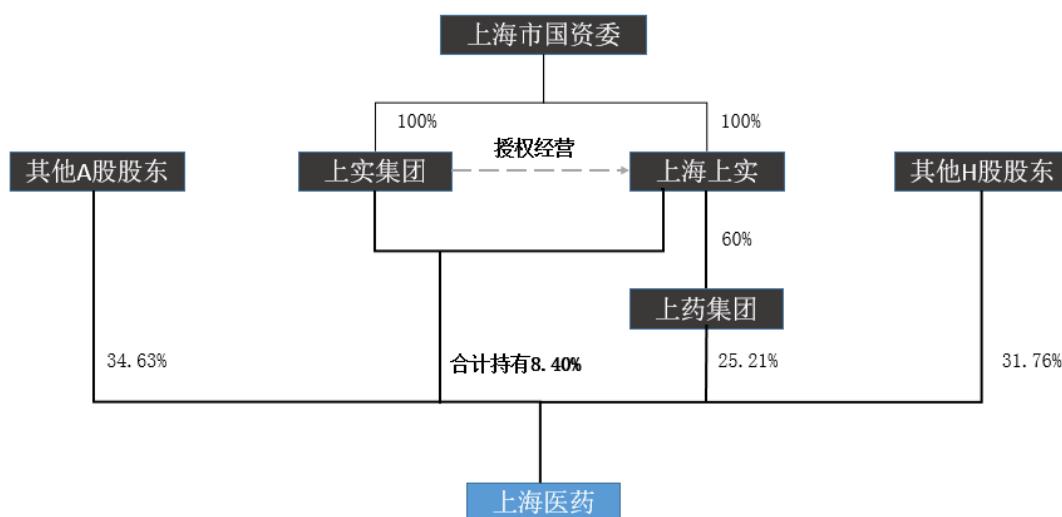 上海市国资委
100%
100%
授权经营
其他A股股东
上实集团
上海上实
其他H股股东
60%
上药集团
34.63%
合计持有8.40%
25.21%
31.76%
上海医药